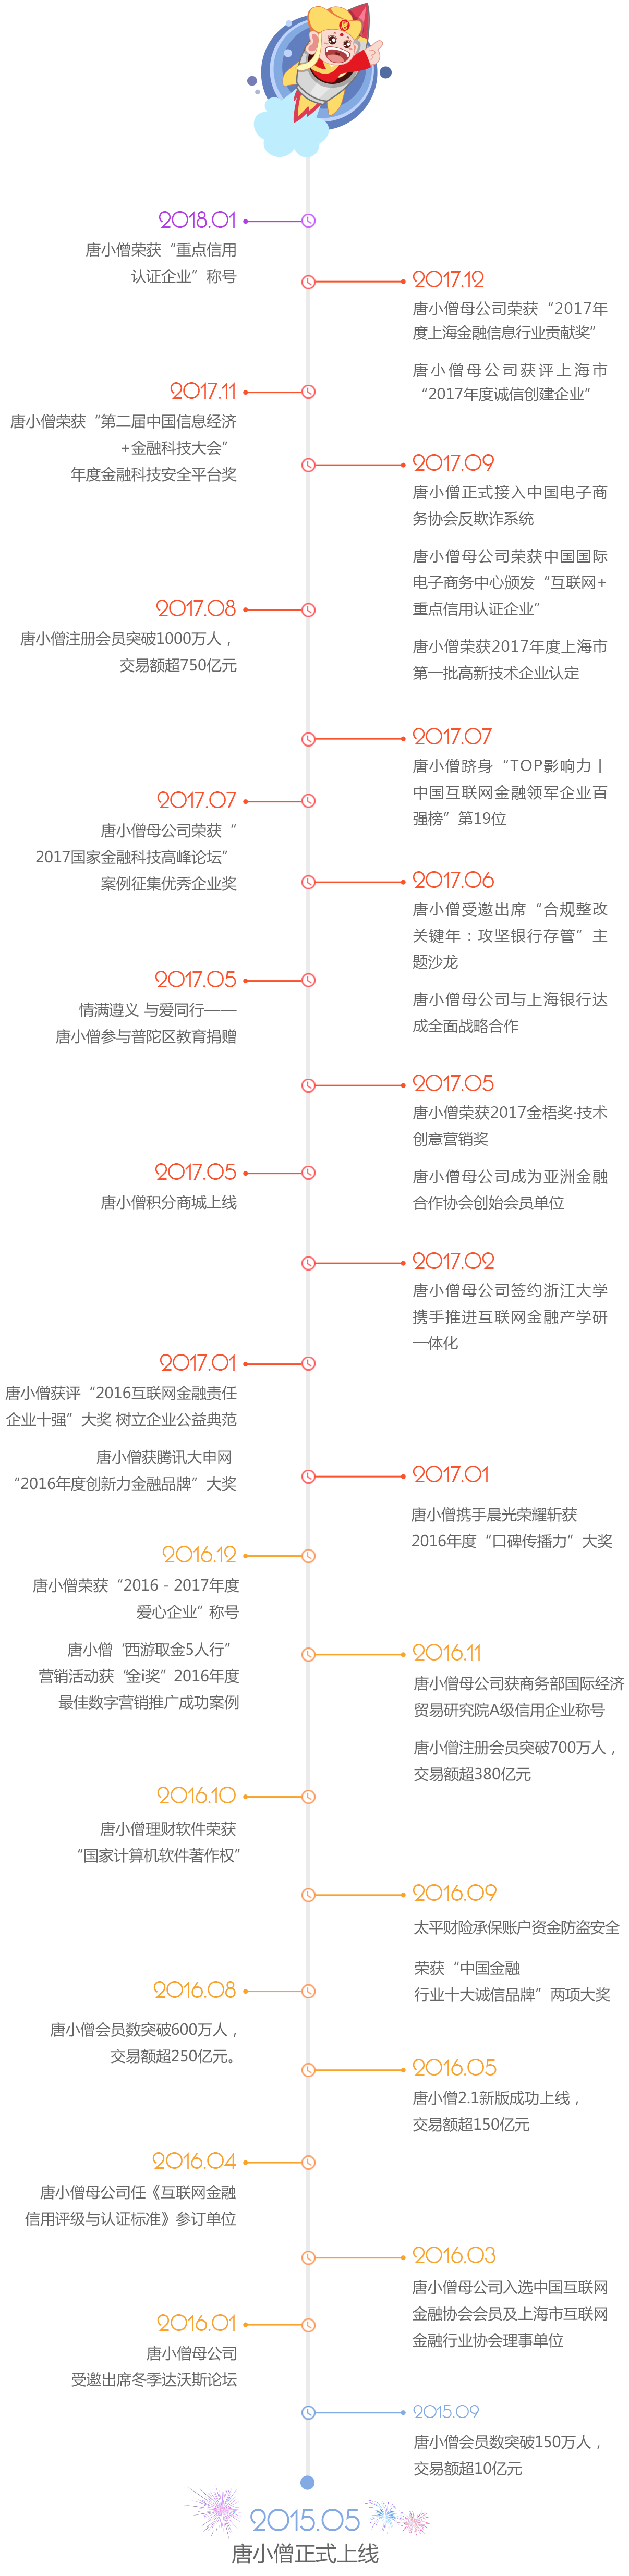 2018.01
唐小僧荣获“重点信用
认证企业”称号
2017.12
唐小僧母公司荣获“2017年
度上海金融信息行业贡献奖”
唐小僧母公司获评上海市
“2017年度诚信创建企业”
2017.11
唐小僧荣获“第二届中国信息经济
+金融科技大会”
年度金融科技安全平台奖
2017.09
唐小僧正式接入中国电子商
务协会反欺诈系统
唐小僧母公司荣获中国国际
电子商务中心颁发“互联网+
重点信用认证企业”
唐小僧荣获2017年度上海市
第一批高新技术企业认定
2017.08
唐小僧注册会员突破1000万人，
交易额超750亿元
2017.07
唐小僧跻身“TOP影响力丨
中国互联网金融领军企业百
强榜”第19位
2017.07
唐小僧母公司荣获“
2017国家金融科技高峰论坛”
案例征集优秀企业奖
2017.06
唐小僧受邀出席“合规整改
关键年：攻坚银行存管”主
题沙龙
唐小僧母公司与上海银行达
成全面战略合作
2017.05
情满遵义 与爱同行——
唐小僧参与普陀区教育捐赠
2017.05
唐小僧荣获2017金梧奖·技术
创意营销奖
唐小僧母公司成为亚洲金融
合作协会创始会员单位
2017.05
唐小僧积分商城上线
2017.02
唐小僧母公司签约浙江大学
携手推进互联网金融产学研
一体化
2017.01
唐小僧获评“2016互联网金融责任
企业十强”大奖 树立企业公益典范
唐小僧获腾讯大申网
“2016年度创新力金融品牌”大奖
2017.01
唐小僧携手晨光荣耀斩获
2016年度“口碑传播力”大奖
2016.12
唐小僧荣获“2016 - 2017年度
爱心企业”称号
唐小僧‘西游取金5人行”
营销活动获‘金i奖”2016年度
最佳数字营销推广成功案例
2016.11
唐小僧母公司获商务部国际经济
贸易研究院A级信用企业称号
唐小僧注册会员突破700万人，
交易额超380亿元
2016.10
唐小僧理财软件荣获
“国家计算机软件著作权”
2016.09
太平财险承保账户资金防盗安全
荣获“中国金融
行业十大诚信品牌”两项大奖
2016.08
唐小僧会员数突破600万人，
交易额超250亿元。
2016.05
唐小僧2.1新版成功上线，
交易额超150亿元
2016.04
唐小僧母公司任《互联网金融
信用评级与认证标准》参订单位
2016.03
唐小僧母公司入选中国互联网
金融协会会员及上海市互联网
金融行业协会理事单位
2016.01
唐小僧母公司
受邀出席冬季达沃斯论坛
2015.09
唐小僧会员数突破150万人，
交易额超10亿元
2015.05
唐小僧正式上线